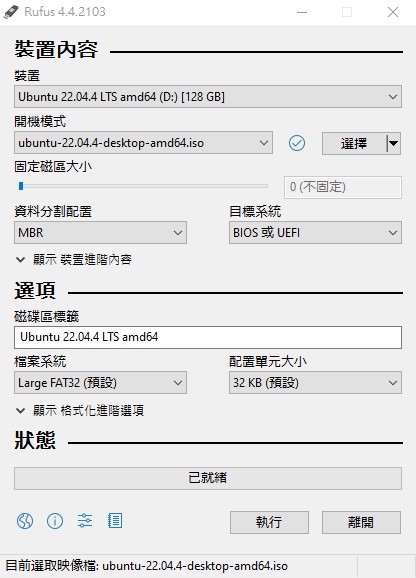 Rufus 4.4.2103
裝置內容
裝置
Ubuntu 22.04.4 LTS amd64 (D:) [128 GB]
開機模式
ubuntu-22.04.4-desktop-amd64.iso
選擇
固定磁區大小
0 (不固定)
資料分割配置
目標系統
MBR
BIOS 或 UEFI
顯示 裝置進階內容
選項
磁碟區標籤
Ubuntu 22.04.4 LTS amd64
檔案系統
配置單元大小
Large FAT32 (預設)
32 KB (預設)
顯示 格式化進階選項
狀態
已就緒
執行
離開
目前選取映像檔: ubuntu-22.04.4-desktop-amd64.iso